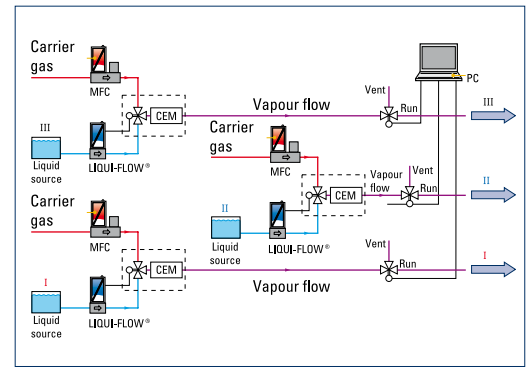 Carrier
gas
MFC
III
CEM
Liquid
source
LIQUI-FLOW®
Vapour flow
Vent
Run
PC
III
Carrier
gas
MFC
II
CEM
Liquid
source
LIQUI-FLOW®
Vapour
flow
Vent
Run
II
Carrier
gas
MFC
I
CEM
Liquid
source
LIQUI-FLOW®
Vapour flow
Vent
Run
I